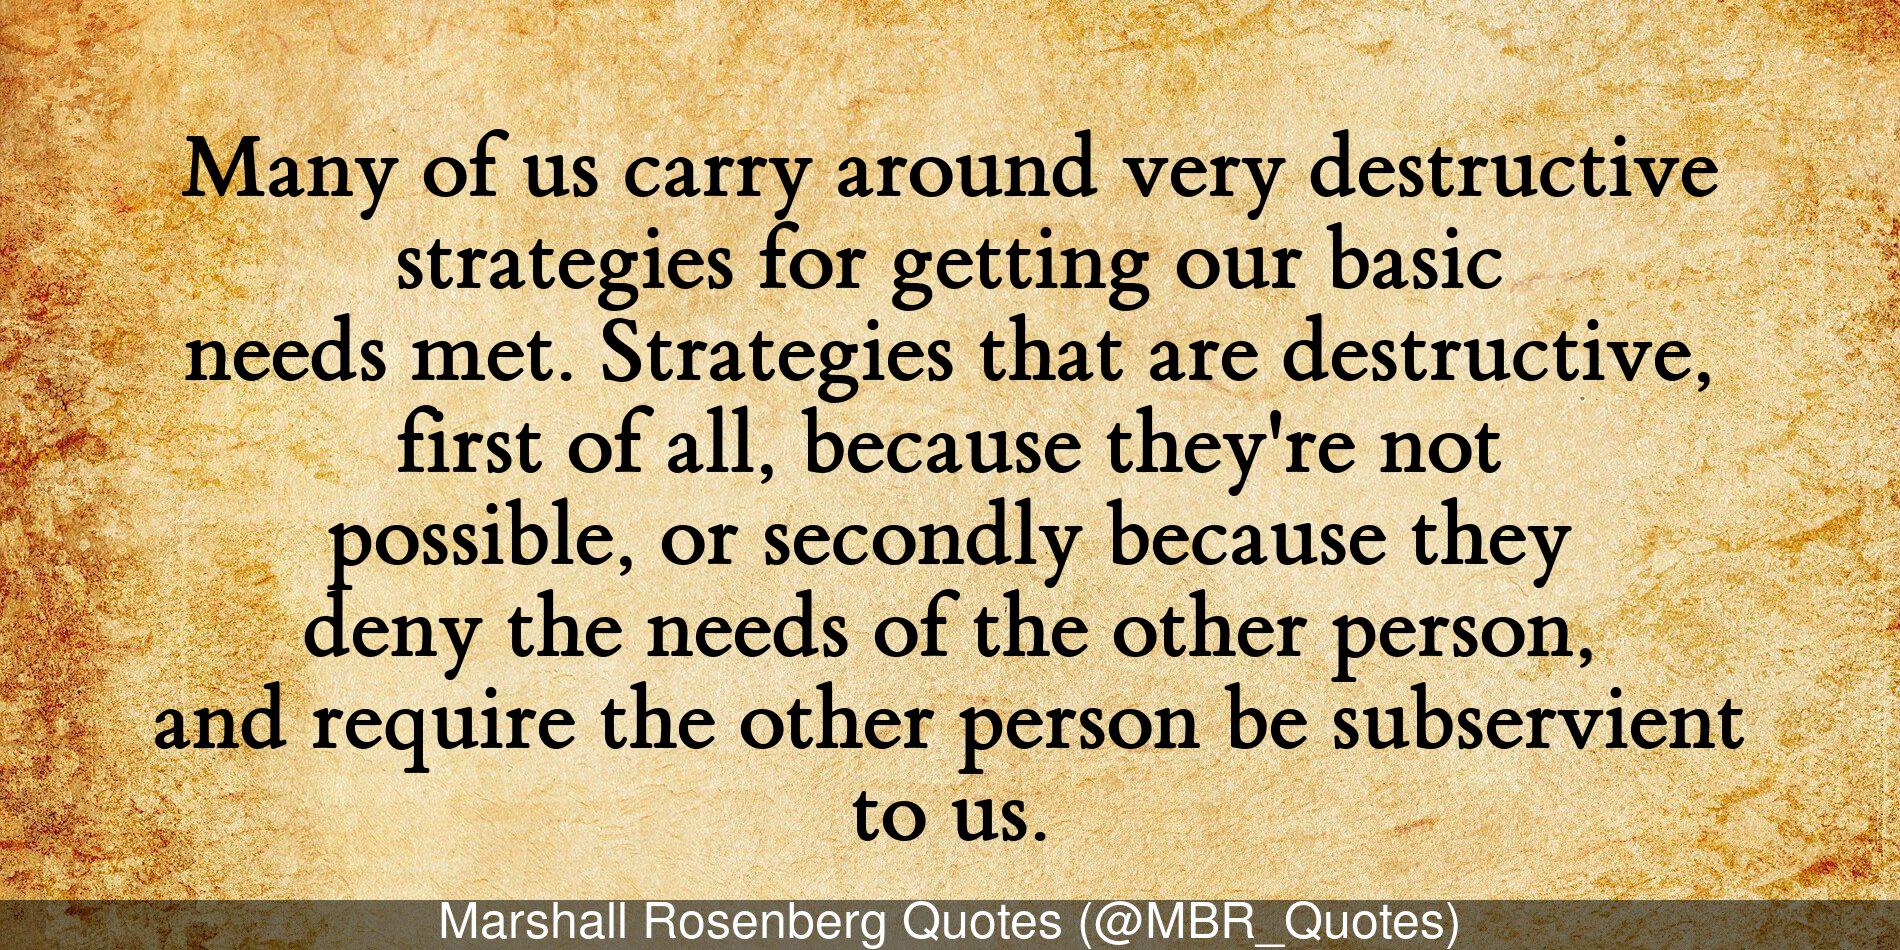 Many of us carry around very destructive
strategies for getting our basic
needs met. Strategies that are destructive,
first of all, because they're not
possible, or secondly because they
deny the needs of the other person,
and require the other person be subservient
to us.
Marshall Rosenberg Quotes (@MBR_Quotes)